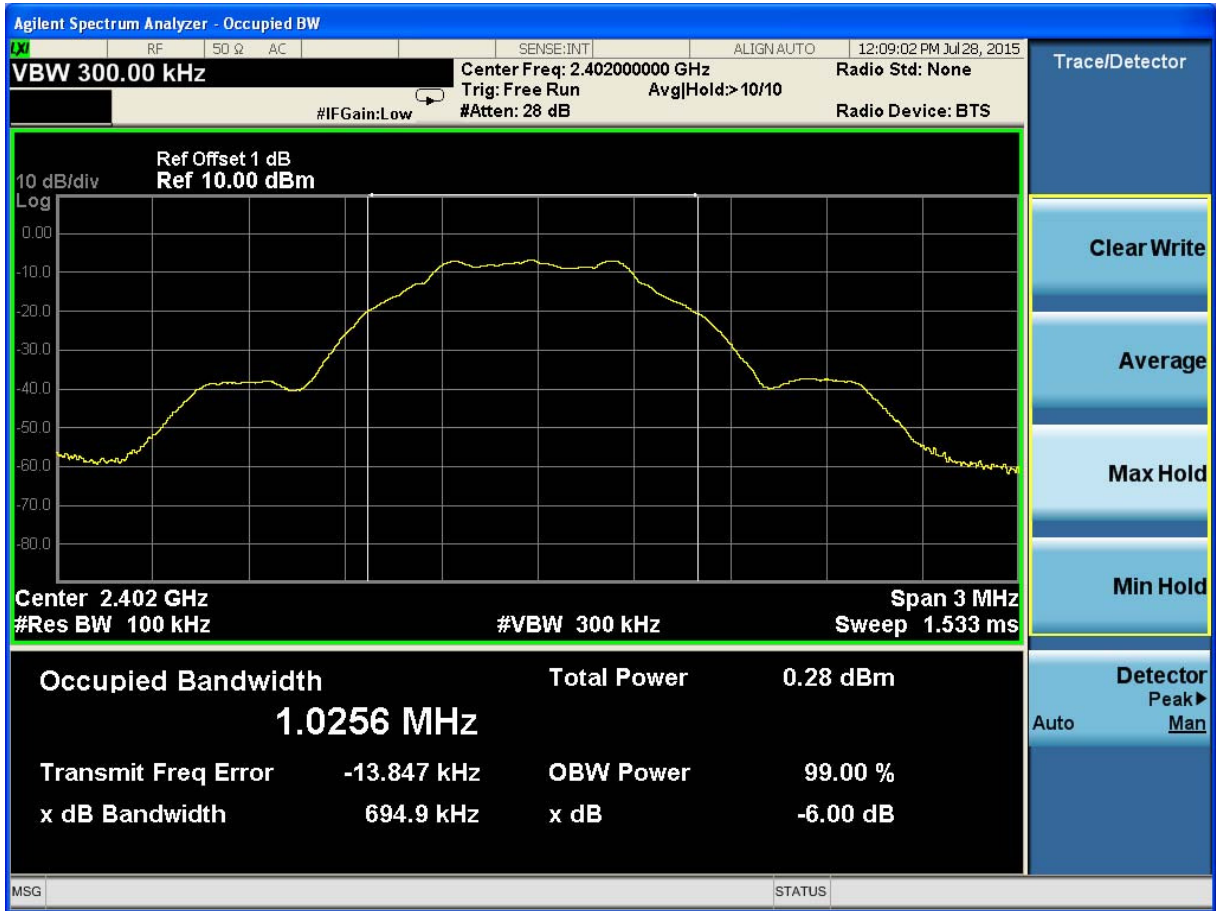 Agilent Spectrum Analyzer - Occupied BW
LXI RF 50 Ω AC SENSE:INT ALIGN AUTO 12:09:02 PM Jul 28, 2015
VBW 300.00 kHz
Center Freq: 2.402000000 GHz
Radio Std: None
Trig: Free Run
Avg|Hold:>10/10
#IFGain:Low
#Atten: 28 dB
Radio Device: BTS
Ref Offset 1 dB
10 dB/div
Ref 10.00 dBm
Log
0.00
-10.0
-20.0
-30.0
-40.0
-50.0
-60.0
-70.0
-80.0
Center 2.402 GHz
Span 3 MHz
#Res BW 100 kHz
#VBW 300 kHz
Sweep 1.533 ms
Occupied Bandwidth
1.0256 MHz
Total Power 0.28 dBm
Transmit Freq Error -13.847 kHz
OBW Power 99.00 %
x dB Bandwidth 694.9 kHz
x dB -6.00 dB
Trace/Detector
Clear Write
Average
Max Hold
Min Hold
Detector
Peak▶
Auto Man
MSG
STATUS